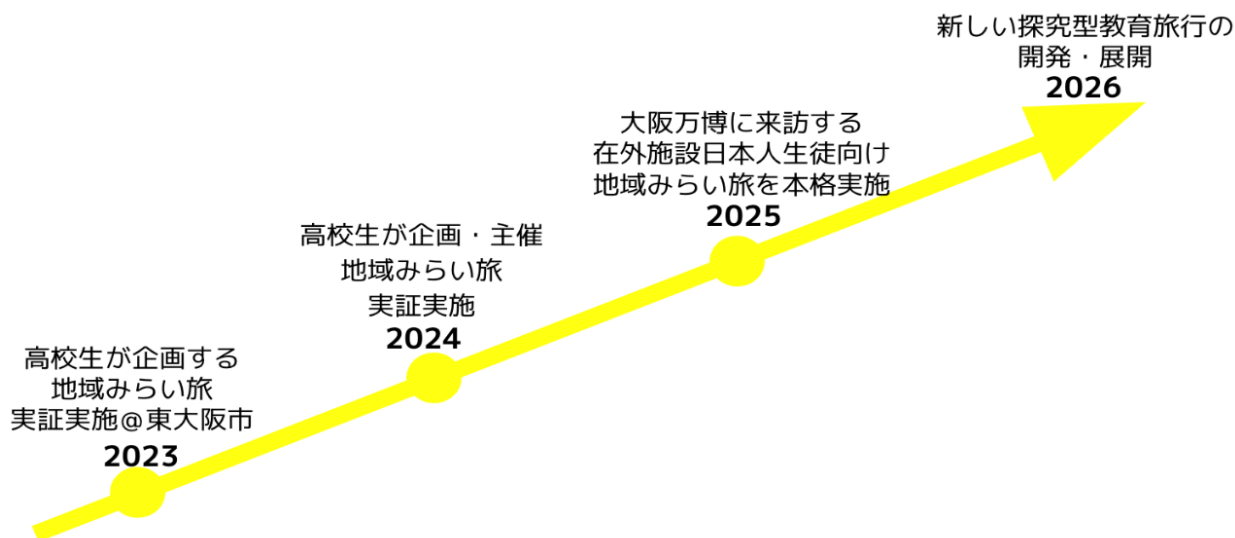 新しい探究型教育旅行の
開発・展開
2026
大阪万博に来訪する
在外施設日本人生徒向け
地域みらい旅を本格実施
2025
高校生が企画・主催
地域みらい旅
実証実施
2024
高校生が企画する
地域みらい旅
実証実施@東大阪市
2023